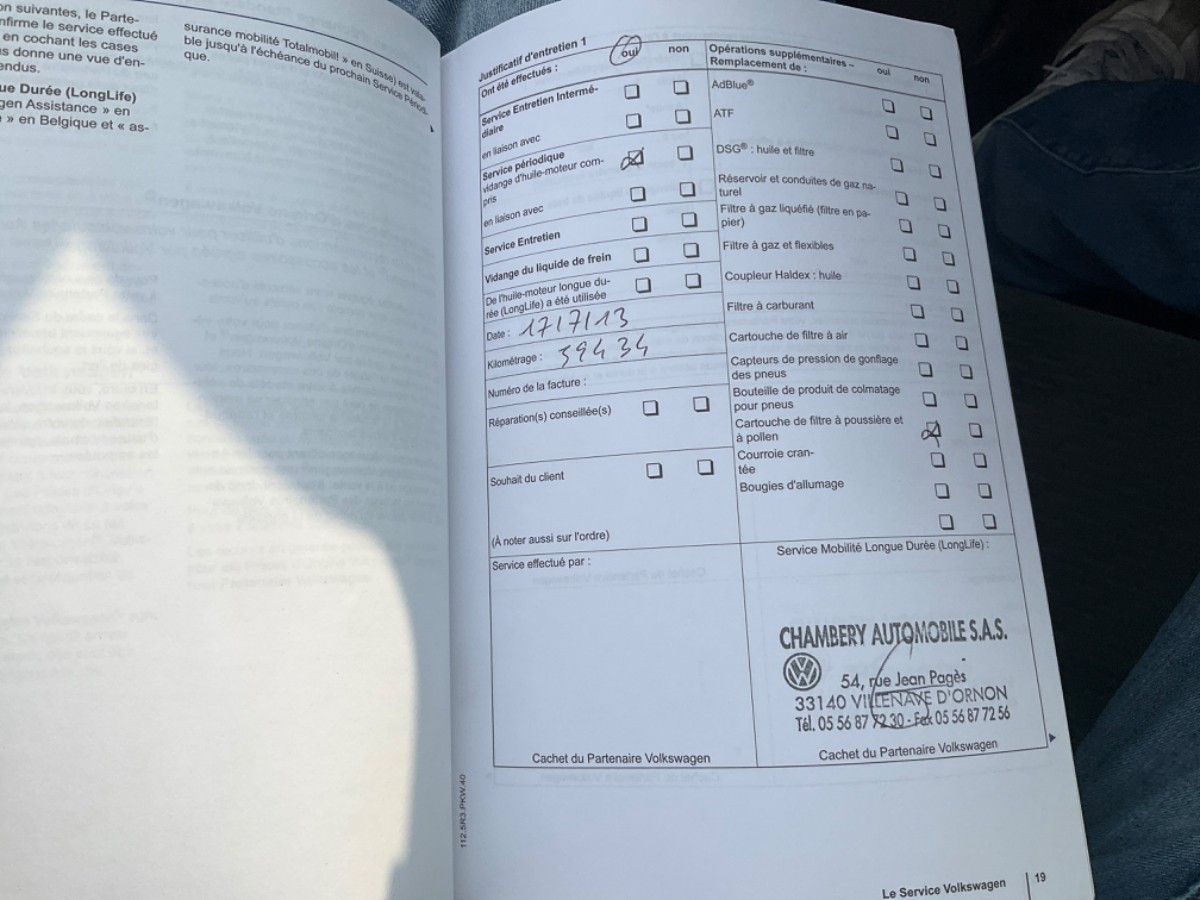 on suivantes, le Parte-
nfirme le service effectué
en cochant les cases
s donne une vue d'en-
endus.
ue Durée (LongLife)
gen Assistance » en
» en Belgique et « as-
surance mobilité Totalmobil! » en Suisse) est vala-
ble jusqu'à l'échéance du prochain Service Périod-
que.
Justificatif d'entretien 1
Ont été effectués :
oui
non
Service Entretien Intermé-
diaire
en liaison avec
Service périodique
vidange d'huile-moteur com-
pris
en liaison avec
Service Entretien
Vidange du liquide de frein
De l'huile-moteur longue du-
rée (LongLife) a été utilisée
Date : 17/7/13
Kilométrage : 59434
Numéro de la facture :
Réparation(s) conseillée(s)
Souhait du client
(À noter aussi sur l'ordre)
Opérations supplémentaires –
Remplacement de :
oui
non
AdBlue®
ATF
DSG® : huile et filtre
Réservoir et conduites de gaz na-
turel
Filtre à gaz liquéfié (filtre en pa-
pier)
Filtre à gaz et flexibles
Coupleur Haldex : huile
Filtre à carburant
Cartouche de filtre à air
Capteurs de pression de gonflage
des pneus
Bouteille de produit de colmatage
pour pneus
Cartouche de filtre à poussière et
à pollen
Courroie cran-
tée
Bougies d'allumage
Service effectué par :
Cachet du Partenaire Volkswagen
Service Mobilité Longue Durée (LongLife) :
CHAMBERY AUTOMOBILE S.A.S.
54, rue Jean Pagès
33140 VILLENAVE D'ORNON
Tél. 05 56 87 72 30 - Fax 05 56 87 72 56
Cachet du Partenaire Volkswagen
112.5R3.PKW.40
Le Service Volkswagen
19